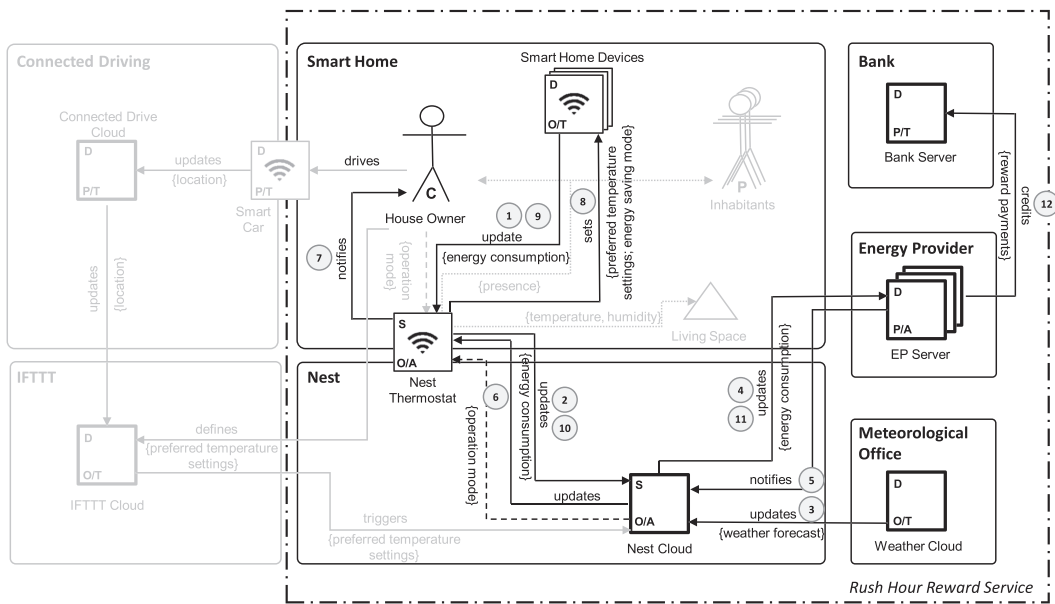 Connected Driving
Connected Drive
Cloud
D
P/T
updates
{location}
D
P/T
Smart
Car
updates
{location}
IFTTT
D
O/T
IFTTT Cloud
defines
{preferred temperature
settings}
triggers
{preferred temperature
settings}
Smart Home
Smart Home Devices
D
O/T
drives
C
House Owner
P
Inhabitants
7
notifies
{operation
mode}
1
9
update
{energy consumption}
8
sets
{preferred temperature
settings; energy saving mode}
{presence}
{temperature, humidity}
Living Space
S
O/A
Nest
Thermostat
Nest
6
{operation mode}
{energy consumption}
updates
2
10
updates
S
O/A
Nest Cloud
4
11
updates
{energy consumption}
notifies
5
updates
3
{weather forecast}
Bank
D
P/T
Bank Server
{reward payments}
credits
12
Energy Provider
D
P/A
EP Server
Meteorological
Office
D
O/T
Weather Cloud
Rush Hour Reward Service